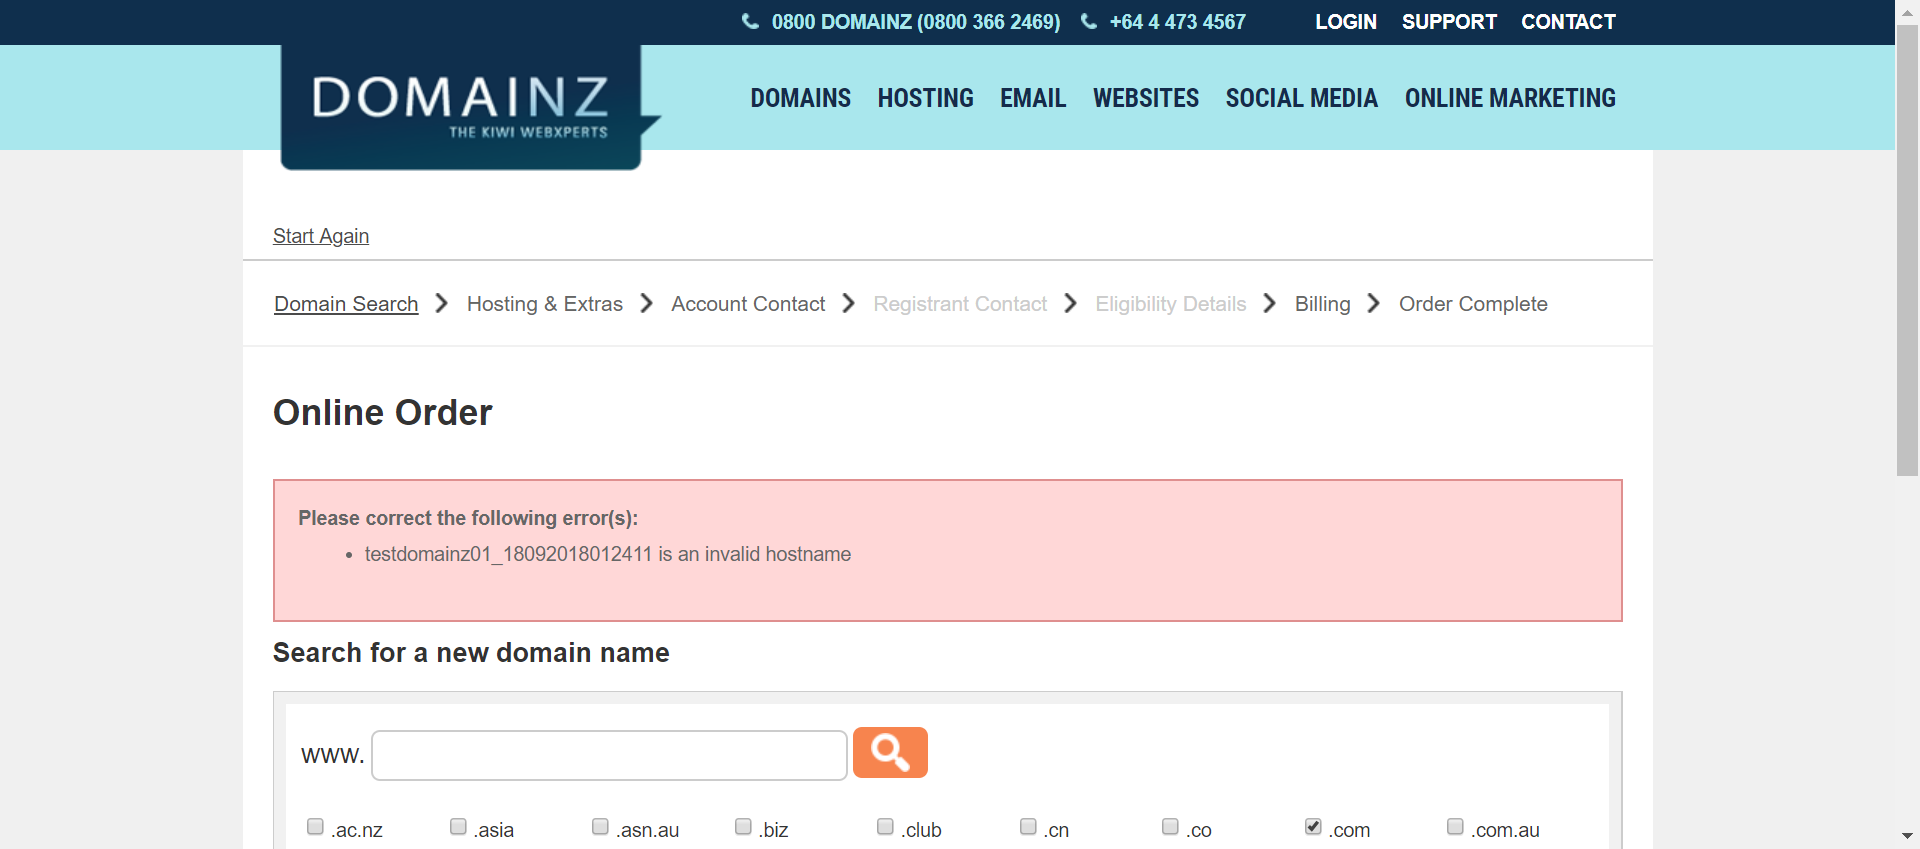 0800 DOMAINZ (0800 366 2469) +64 4 473 4567 LOGIN SUPPORT CONTACT
DOMAINZ
THE KIWI WEBXPERTS
DOMAINS HOSTING EMAIL WEBSITES SOCIAL MEDIA ONLINE MARKETING
Start Again
Domain Search Hosting & Extras Account Contact Registrant Contact Eligibility Details Billing Order Complete
Online Order
Please correct the following error(s):
• testdomainz01_18092018012411 is an invalid hostname
Search for a new domain name
www.
.ac.nz .asia .asn.au .biz .club .cn .co .com .com.au